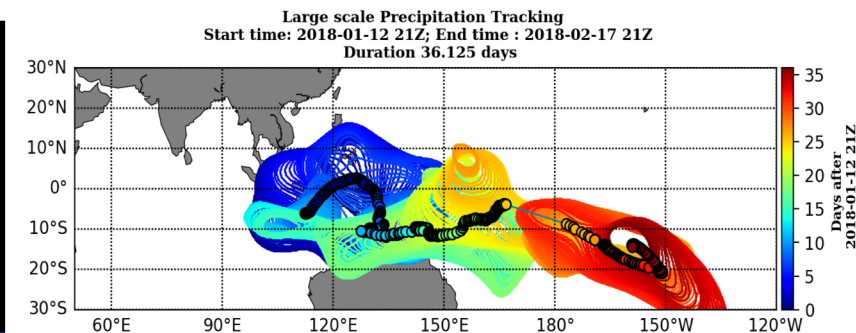 Large scale Precipitation Tracking
Start time: 2018-01-12 21Z; End time : 2018-02-17 21Z
Duration 36.125 days
30°N
20°N
10°N
0°
10°S
20°S
30°S
60°E 90°E 120°E 150°E 180° 150°W 120°W
35
30
25
20
15
10
5
0
Days after
2018-01-12 21Z